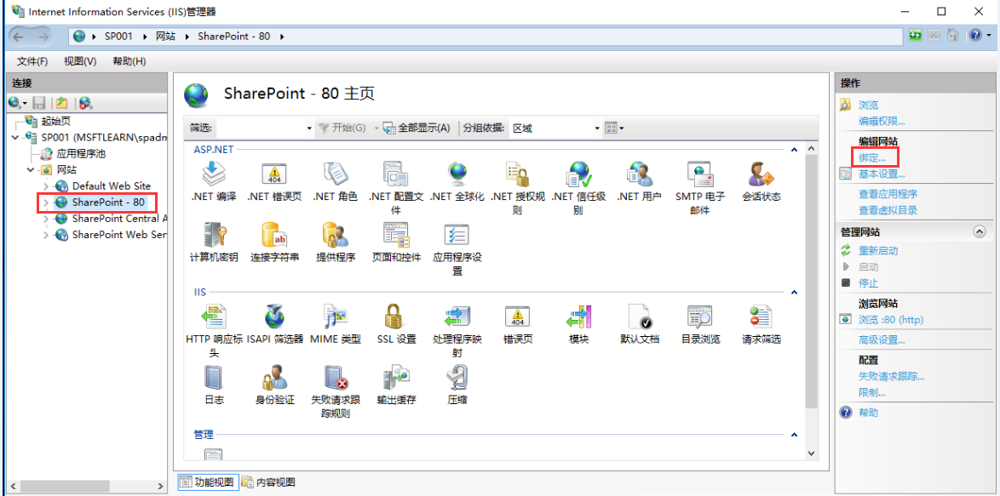 Internet Information Services (IIS)管理器
SP001 网站 SharePoint - 80
文件(F) 视图(V) 帮助(H)
连接
起始页
SP001 (MSFTLEARN\spadm
应用程序池
网站
Default Web Site
SharePoint - 80
SharePoint Central A
SharePoint Web Ser
SharePoint - 80 主页
筛选: 开始(G) 全部显示(A) 分组依据: 区域
ASP.NET
.NET 编译
.NET 错误页
.NET 角色
.NET 配置文
件
.NET 全球化
.NET 授权规
则
.NET 信任级
别
.NET 用户
SMTP 电子
邮件
会话状态
计算机密钥
连接字符串
提供程序
页面和控件
应用程序设
置
IIS
HTTP 响应标
头
ISAPI 筛选器
MIME 类型
SSL 设置
处理程序映
射
错误页
模块
默认文档
目录浏览
请求筛选
日志
身份验证
失败请求跟
踪规则
输出缓存
压缩
管理
功能视图 内容视图
操作
浏览
编辑权限...
编辑网站
绑定...
基本设置...
查看应用程序
查看虚拟目录
管理网站
重新启动
启动
停止
浏览网站
浏览 :80 (http)
高级设置...
配置
失败请求跟踪...
限制...
帮助